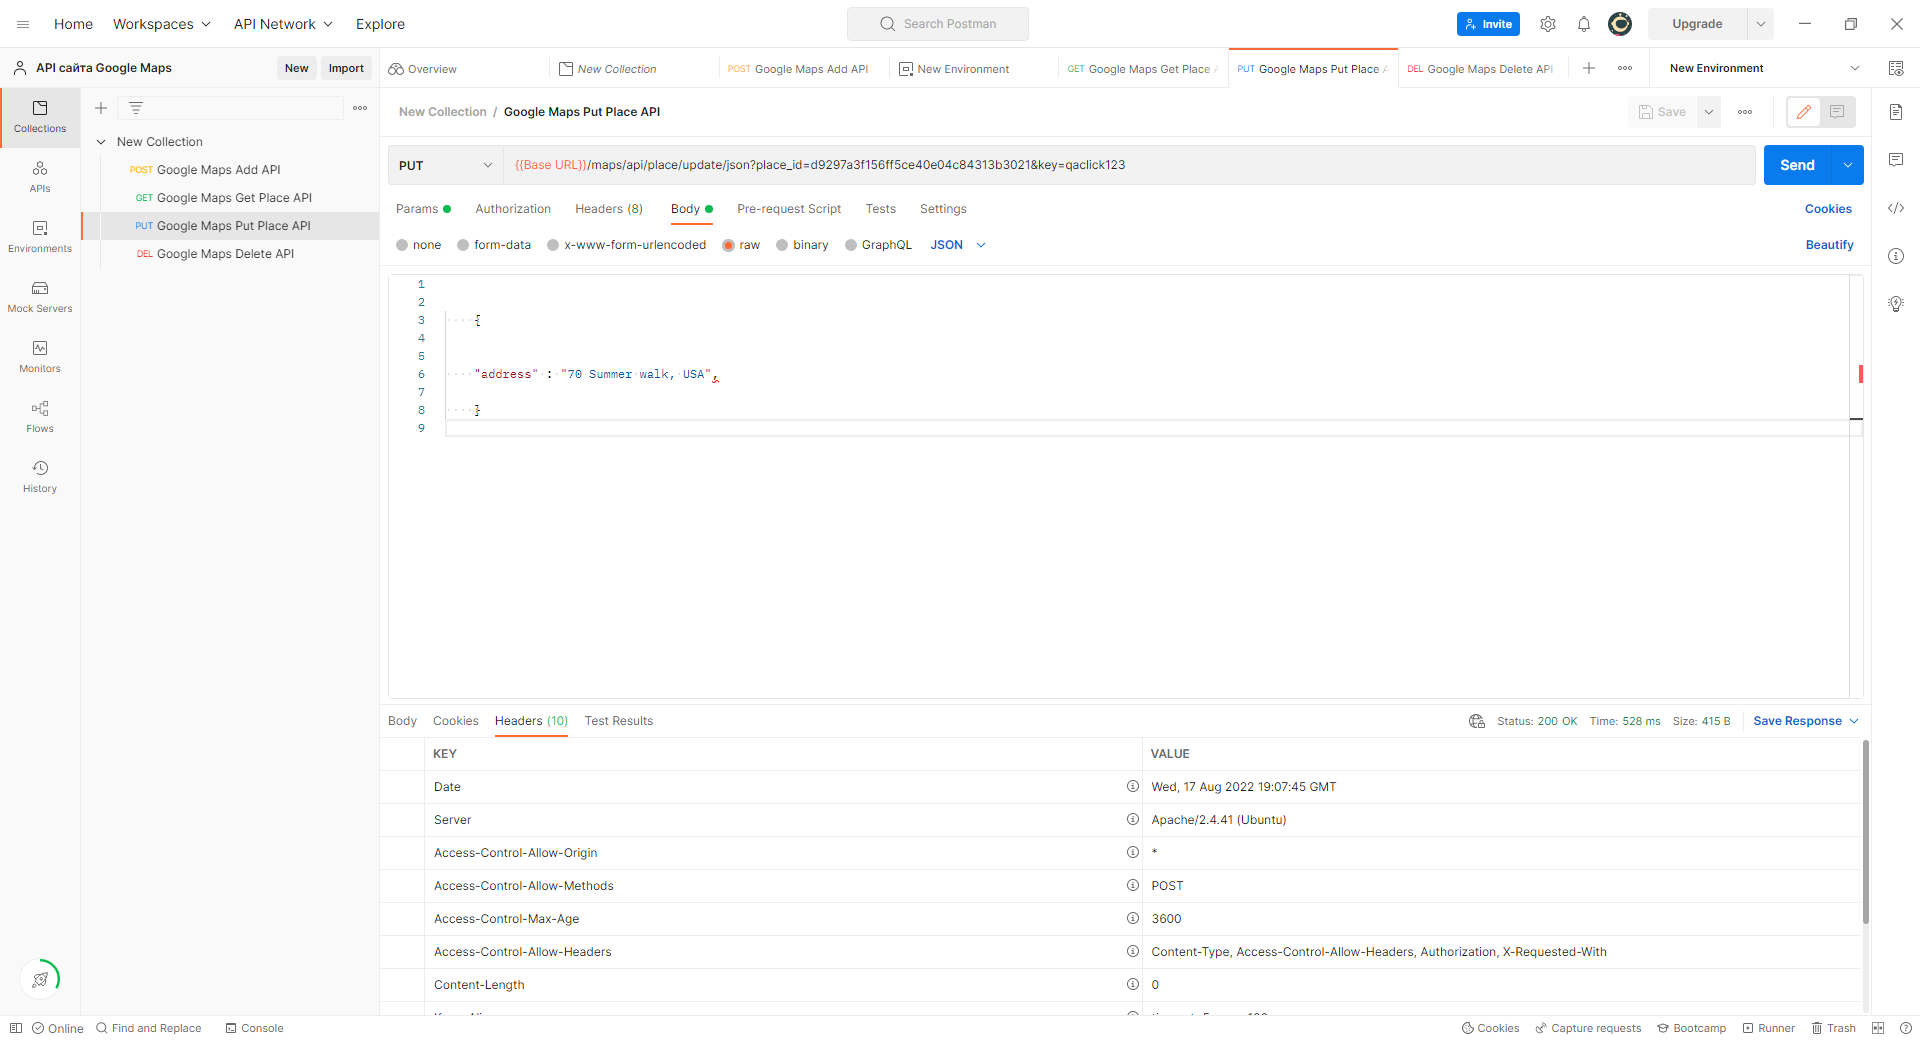 Home Workspaces API Network Explore Search Postman Invite Upgrade
API сайта Google Maps New Import
Overview New Collection POST Google Maps Add API New Environment GET Google Maps Get Place PUT Google Maps Put Place DEL Google Maps Delete API New Environment
Collections
APIs
Environments
Mock Servers
Monitors
Flows
History
New Collection
POST Google Maps Add API
GET Google Maps Get Place API
PUT Google Maps Put Place API
DEL Google Maps Delete API
New Collection / Google Maps Put Place API Save
PUT {{Base URL}}/maps/api/place/update/json?place_id=d9297a3f156ff5ce40e04c84313b3021&key=qaclick123 Send
Params Authorization Headers (8) Body Pre-request Script Tests Settings Cookies
none form-data x-www-form-urlencoded raw binary GraphQL JSON Beautify
1
2
3 {
4
5
6 "address" : "70 Summer walk, USA",
7
8 }
9
Body Cookies Headers (10) Test Results Status: 200 OK Time: 528 ms Size: 415 B Save Response
KEY VALUE
Date Wed, 17 Aug 2022 19:07:45 GMT
Server Apache/2.4.41 (Ubuntu)
Access-Control-Allow-Origin *
Access-Control-Allow-Methods POST
Access-Control-Max-Age 3600
Access-Control-Allow-Headers Content-Type, Access-Control-Allow-Headers, Authorization, X-Requested-With
Content-Length 0
Online Find and Replace Console Cookies Capture requests Bootcamp Runner Trash